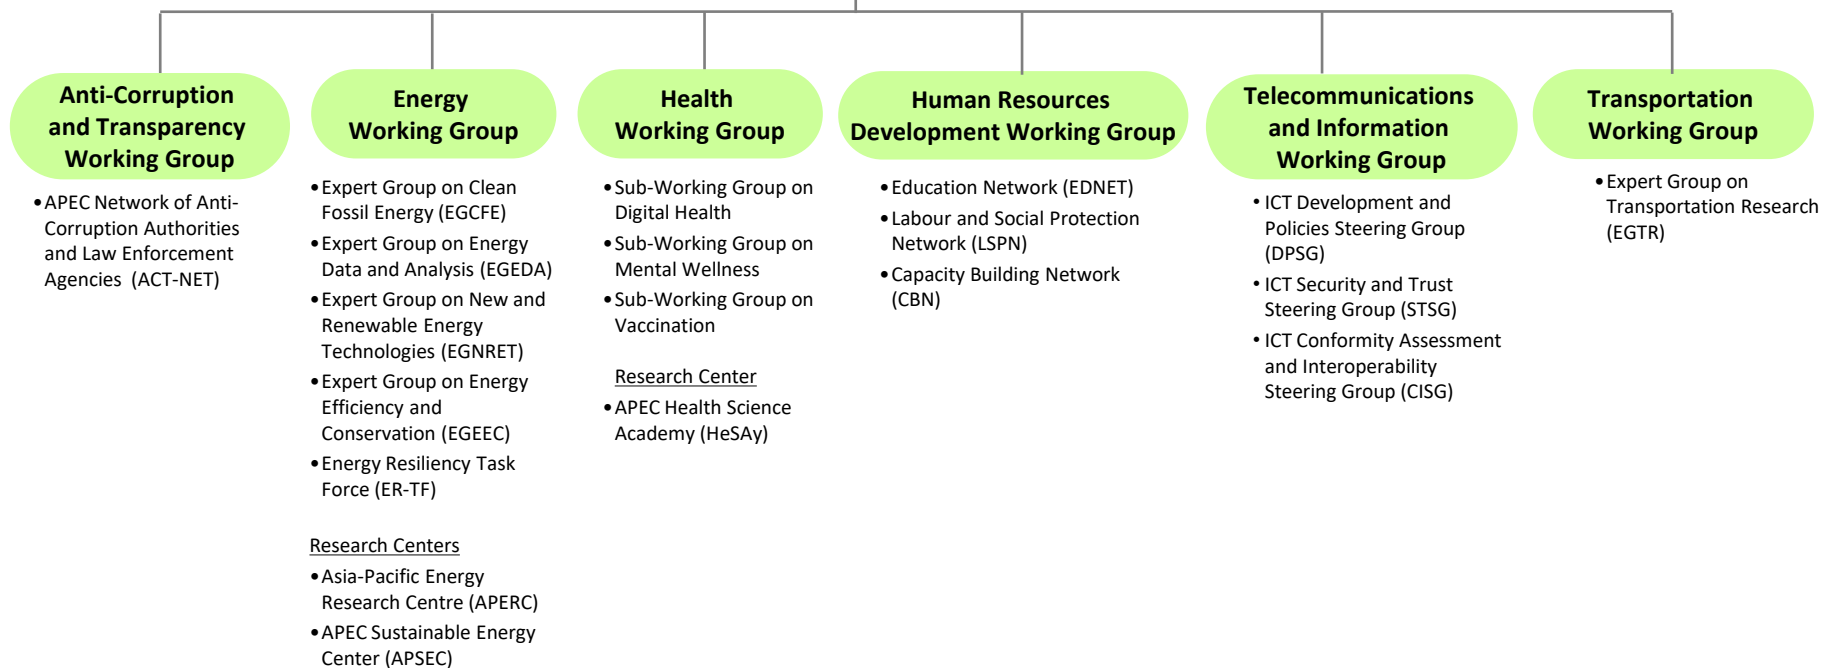 Anti-Corruption
and Transparency
Working Group
• APEC Network of Anti-
Corruption Authorities
and Law Enforcement
Agencies (ACT-NET)
Energy
Working Group
• Expert Group on Clean
Fossil Energy (EGCFE)
• Expert Group on Energy
Data and Analysis (EGEDA)
• Expert Group on New and
Renewable Energy
Technologies (EGNRET)
• Expert Group on Energy
Efficiency and
Conservation (EGEEC)
• Energy Resiliency Task
Force (ER-TF)
Research Centers
• Asia-Pacific Energy
Research Centre (APERC)
• APEC Sustainable Energy
Center (APSEC)
Health
Working Group
• Sub-Working Group on
Digital Health
• Sub-Working Group on
Mental Wellness
• Sub-Working Group on
Vaccination
Research Center
• APEC Health Science
Academy (HeSAy)
Human Resources
Development Working Group
• Education Network (EDNET)
• Labour and Social Protection
Network (LSPN)
• Capacity Building Network
(CBN)
Telecommunications
and Information
Working Group
• ICT Development and
Policies Steering Group
(DPSG)
• ICT Security and Trust
Steering Group (STSG)
• ICT Conformity Assessment
and Interoperability
Steering Group (CISG)
Transportation
Working Group
• Expert Group on
Transportation Research
(EGTR)